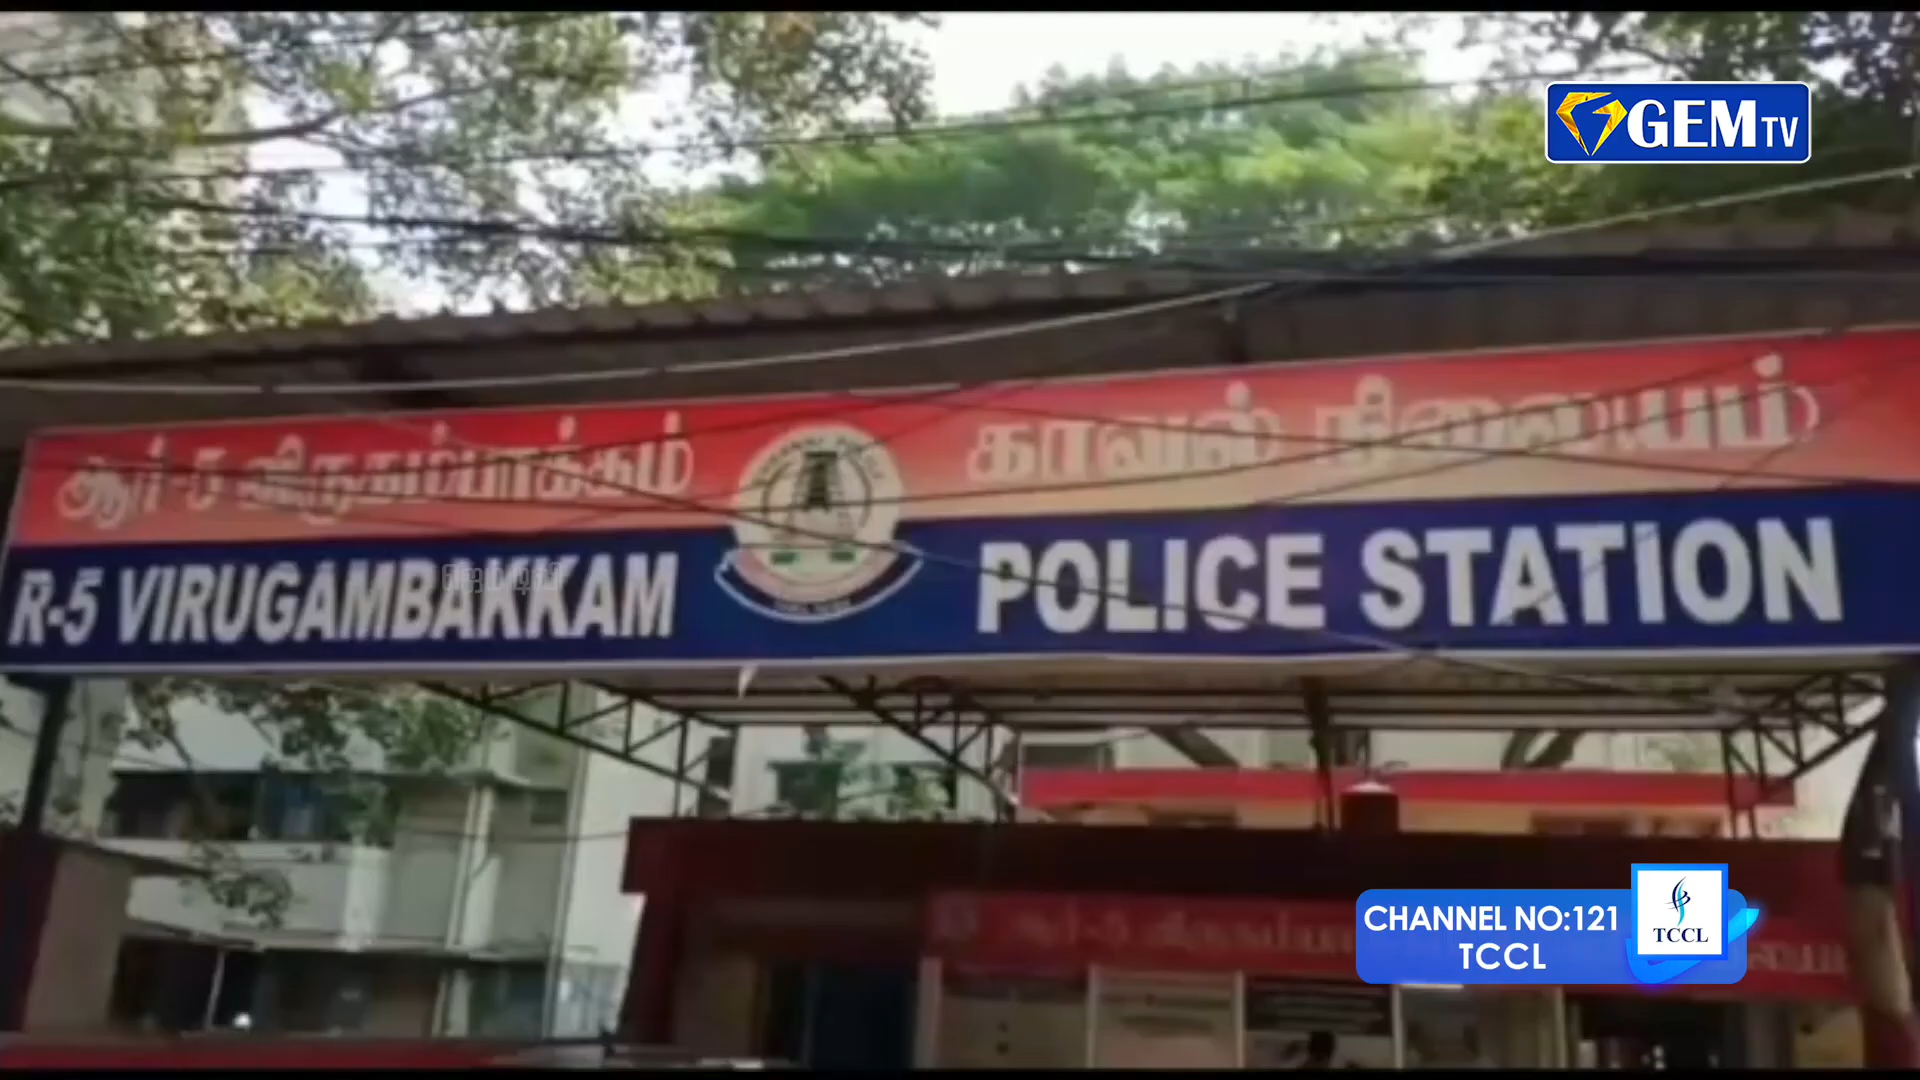 GEM TV
ஆர்-5 விருகம்பாக்கம் காவல் நிலையம்
R-5 VIRUGAMBAKKAM POLICE STATION
CHANNEL NO:121
TCCL
TCCL